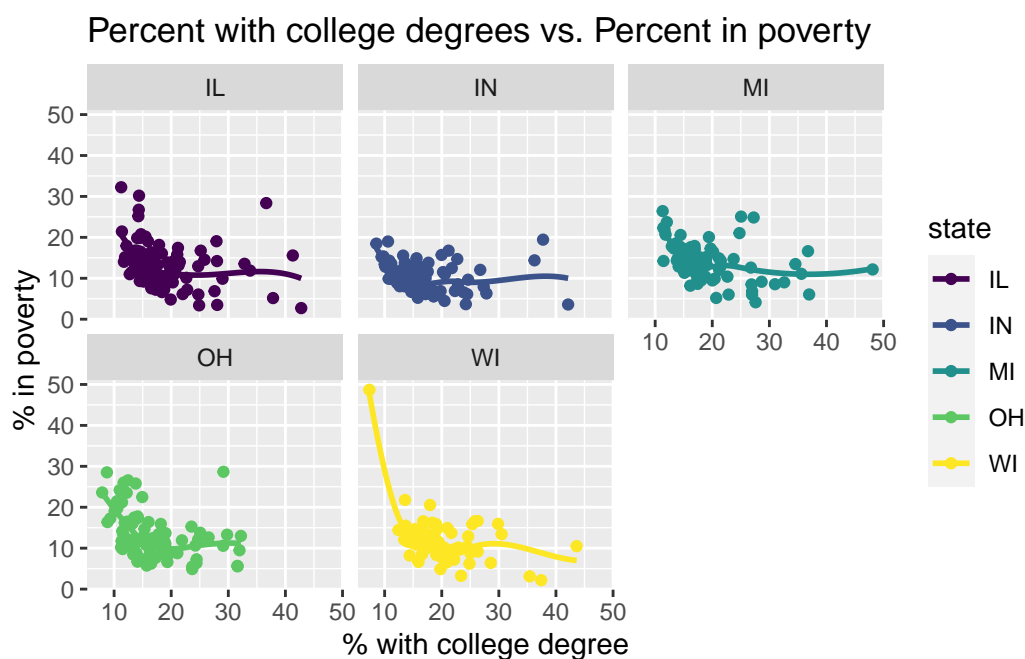 Percent with college degrees vs. Percent in poverty
IL
IN
MI
50
40
30
20
10
0
10 20 30 40 50
OH
WI
50
40
30
20
10
0
10 20 30 40 50
10 20 30 40 50
% in poverty
% with college degree
state
IL
IN
MI
OH
WI